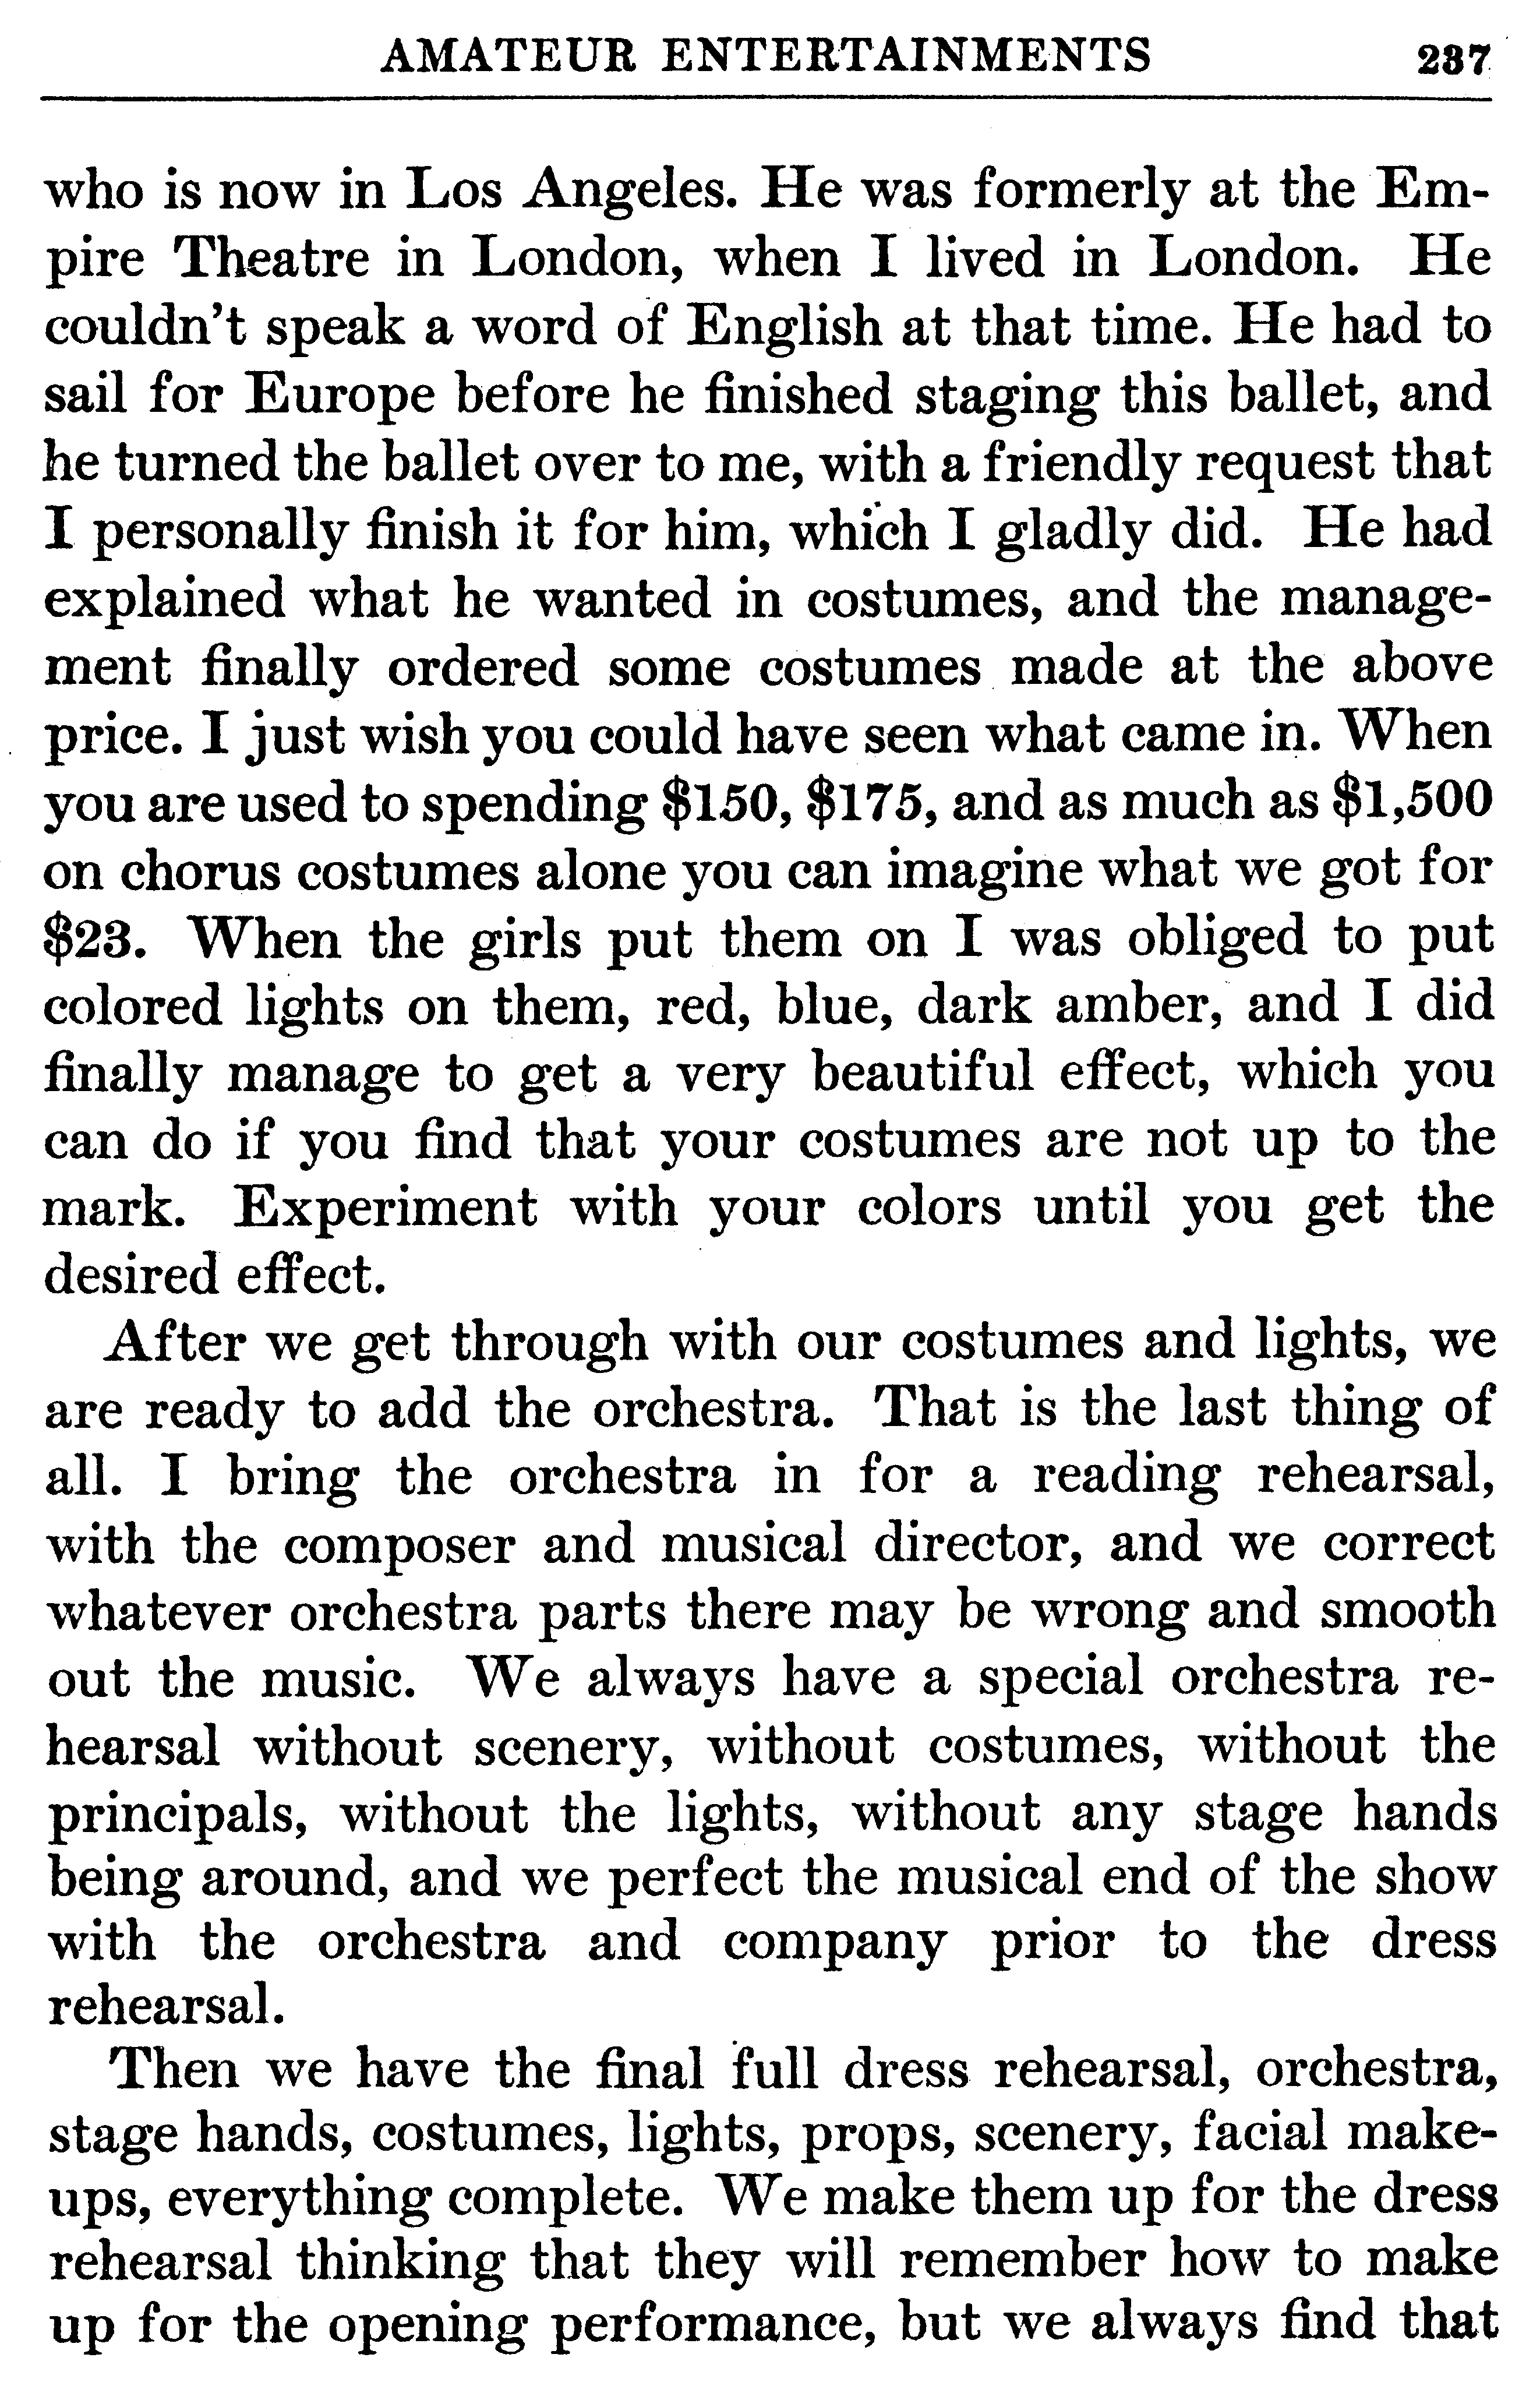 AMATEUR ENTERTAINMENTS 237
who is now in Los Angeles. He was formerly at the Em-
pire Theatre in London, when I lived in London. He
couldn't speak a word of English at that time. He had to
sail for Europe before he finished staging this ballet, and
he turned the ballet over to me, with a friendly request that
I personally finish it for him, which I gladly did. He had
explained what he wanted in costumes, and the manage-
ment finally ordered some costumes made at the above
price. I just wish you could have seen what came in. When
you are used to spending $150, $175, and as much as $1,500
on chorus costumes alone you can imagine what we got for
$23. When the girls put them on I was obliged to put
colored lights on them, red, blue, dark amber, and I did
finally manage to get a very beautiful effect, which you
can do if you find that your costumes are not up to the
mark. Experiment with your colors until you get the
desired effect.
After we get through with our costumes and lights, we
are ready to add the orchestra. That is the last thing of
all. I bring the orchestra in for a reading rehearsal,
with the composer and musical director, and we correct
whatever orchestra parts there may be wrong and smooth
out the music. We always have a special orchestra re-
hearsal without scenery, without costumes, without the
principals, without the lights, without any stage hands
being around, and we perfect the musical end of the show
with the orchestra and company prior to the dress
rehearsal.
Then we have the final full dress rehearsal, orchestra,
stage hands, costumes, lights, props, scenery, facial make-
ups, everything complete. We make them up for the dress
rehearsal thinking that they will remember how to make
up for the opening performance, but we always find that